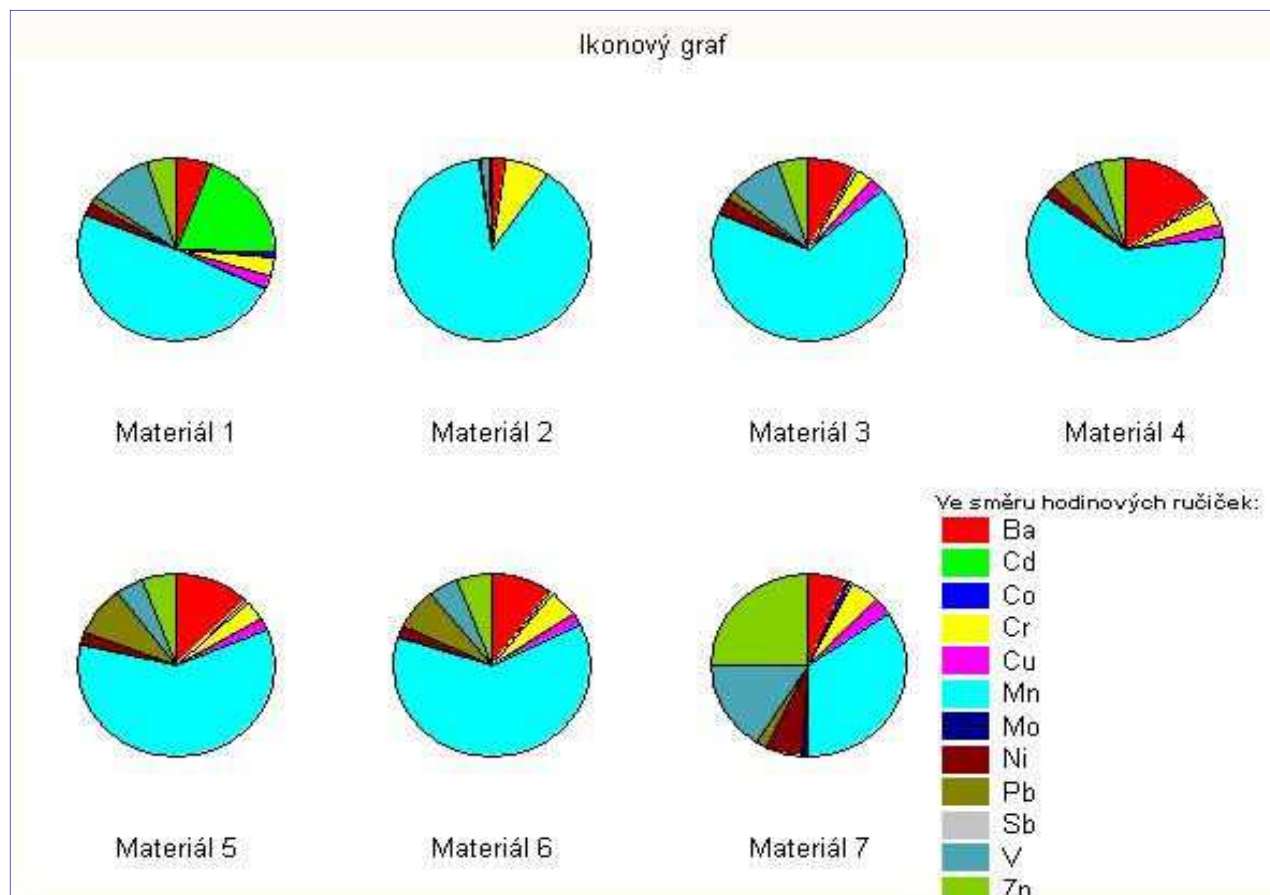 Ikonový graf
Materiál 1
Materiál 2
Materiál 3
Materiál 4
Materiál 5
Materiál 6
Materiál 7
Ve směru hodinových ručiček:
Ba
Cd
Co
Cr
Cu
Mn
Mo
Ni
Pb
Sb
V
Zn